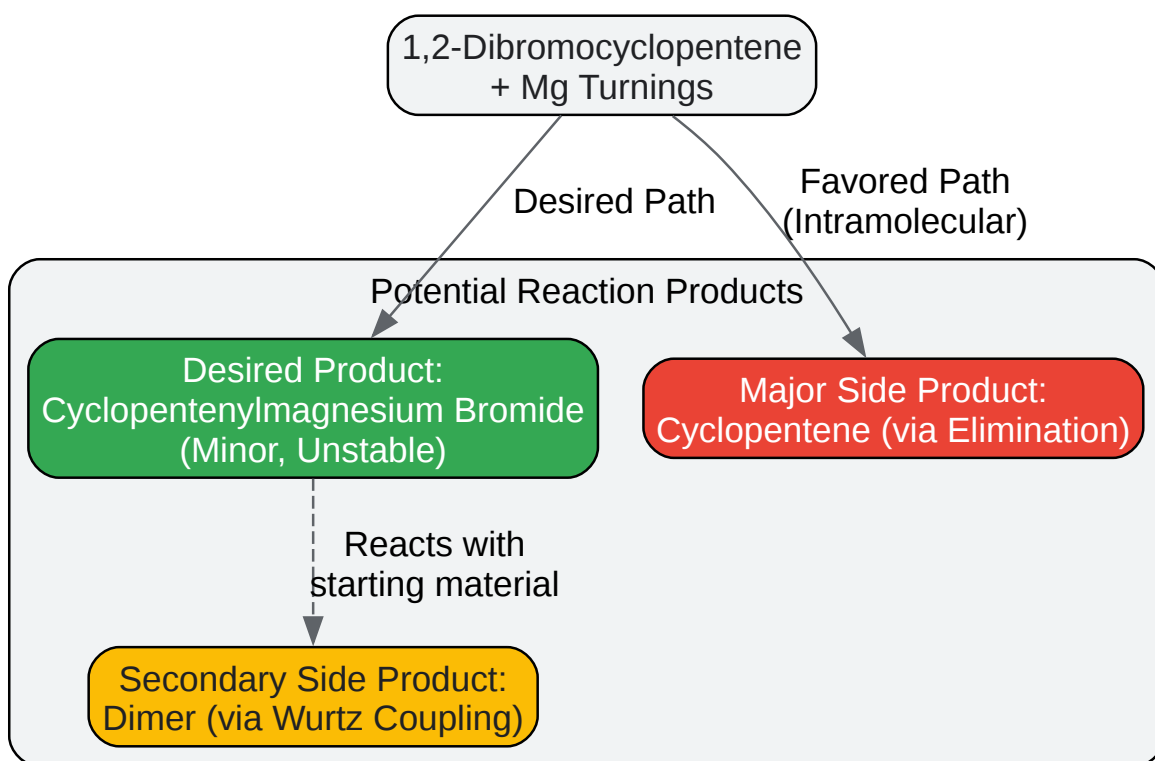 1,2-Dibromocyclopentene
+ Mg Turnings
Desired Path
Favored Path
(Intramolecular)
Potential Reaction Products
Desired Product:
Cyclopentenylmagnesium Bromide
(Minor, Unstable)
Major Side Product:
Cyclopentene (via Elimination)
Reacts with
starting material
Secondary Side Product:
Dimer (via Wurtz Coupling)